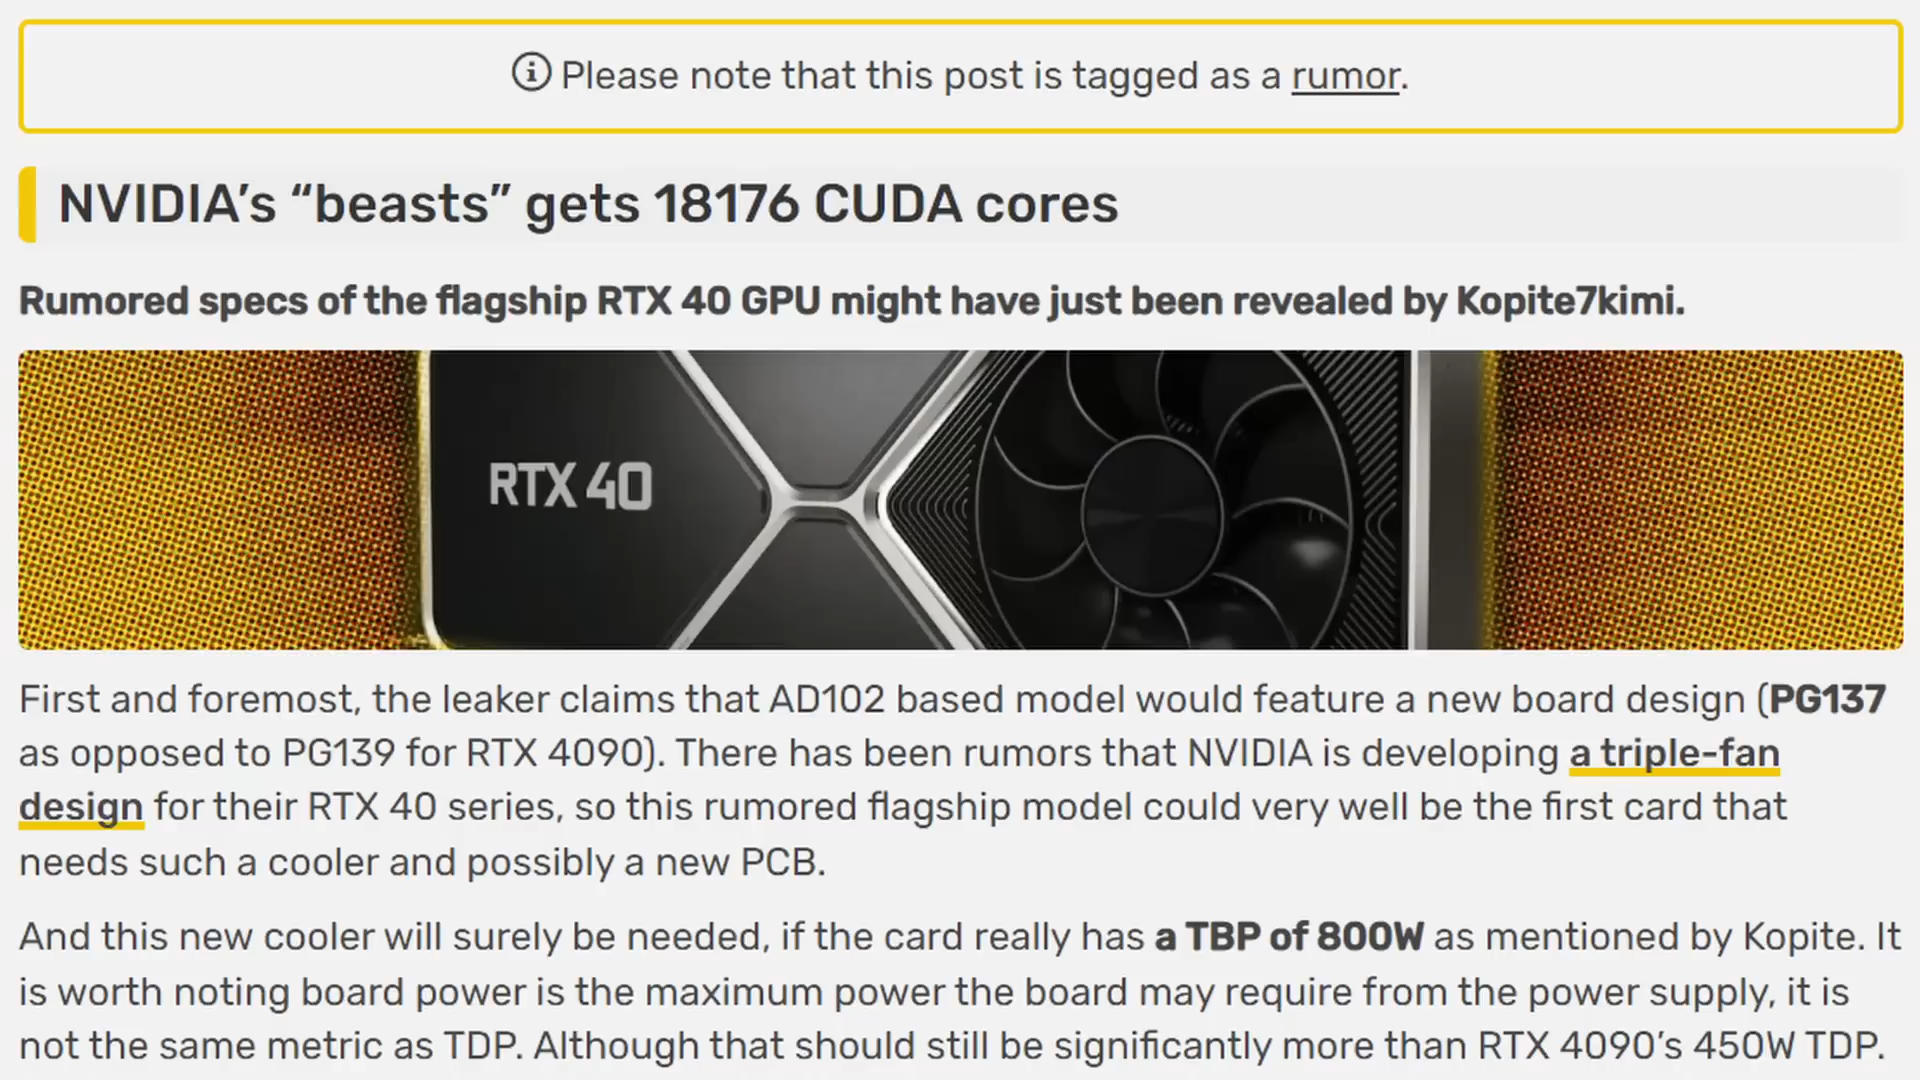 Please note that this post is tagged as a rumor.
NVIDIA’s “beasts” gets 18176 CUDA cores
Rumored specs of the flagship RTX 40 GPU might have just been revealed by Kopite7kimi.
RTX 40
First and foremost, the leaker claims that AD102 based model would feature a new board design (PG137
as opposed to PG139 for RTX 4090). There has been rumors that NVIDIA is developing a triple-fan
design for their RTX 40 series, so this rumored flagship model could very well be the first card that
needs such a cooler and possibly a new PCB.
And this new cooler will surely be needed, if the card really has a TBP of 800W as mentioned by Kopite. It
is worth noting board power is the maximum power the board may require from the power supply, it is
not the same metric as TDP. Although that should still be significantly more than RTX 4090’s 450W TDP.